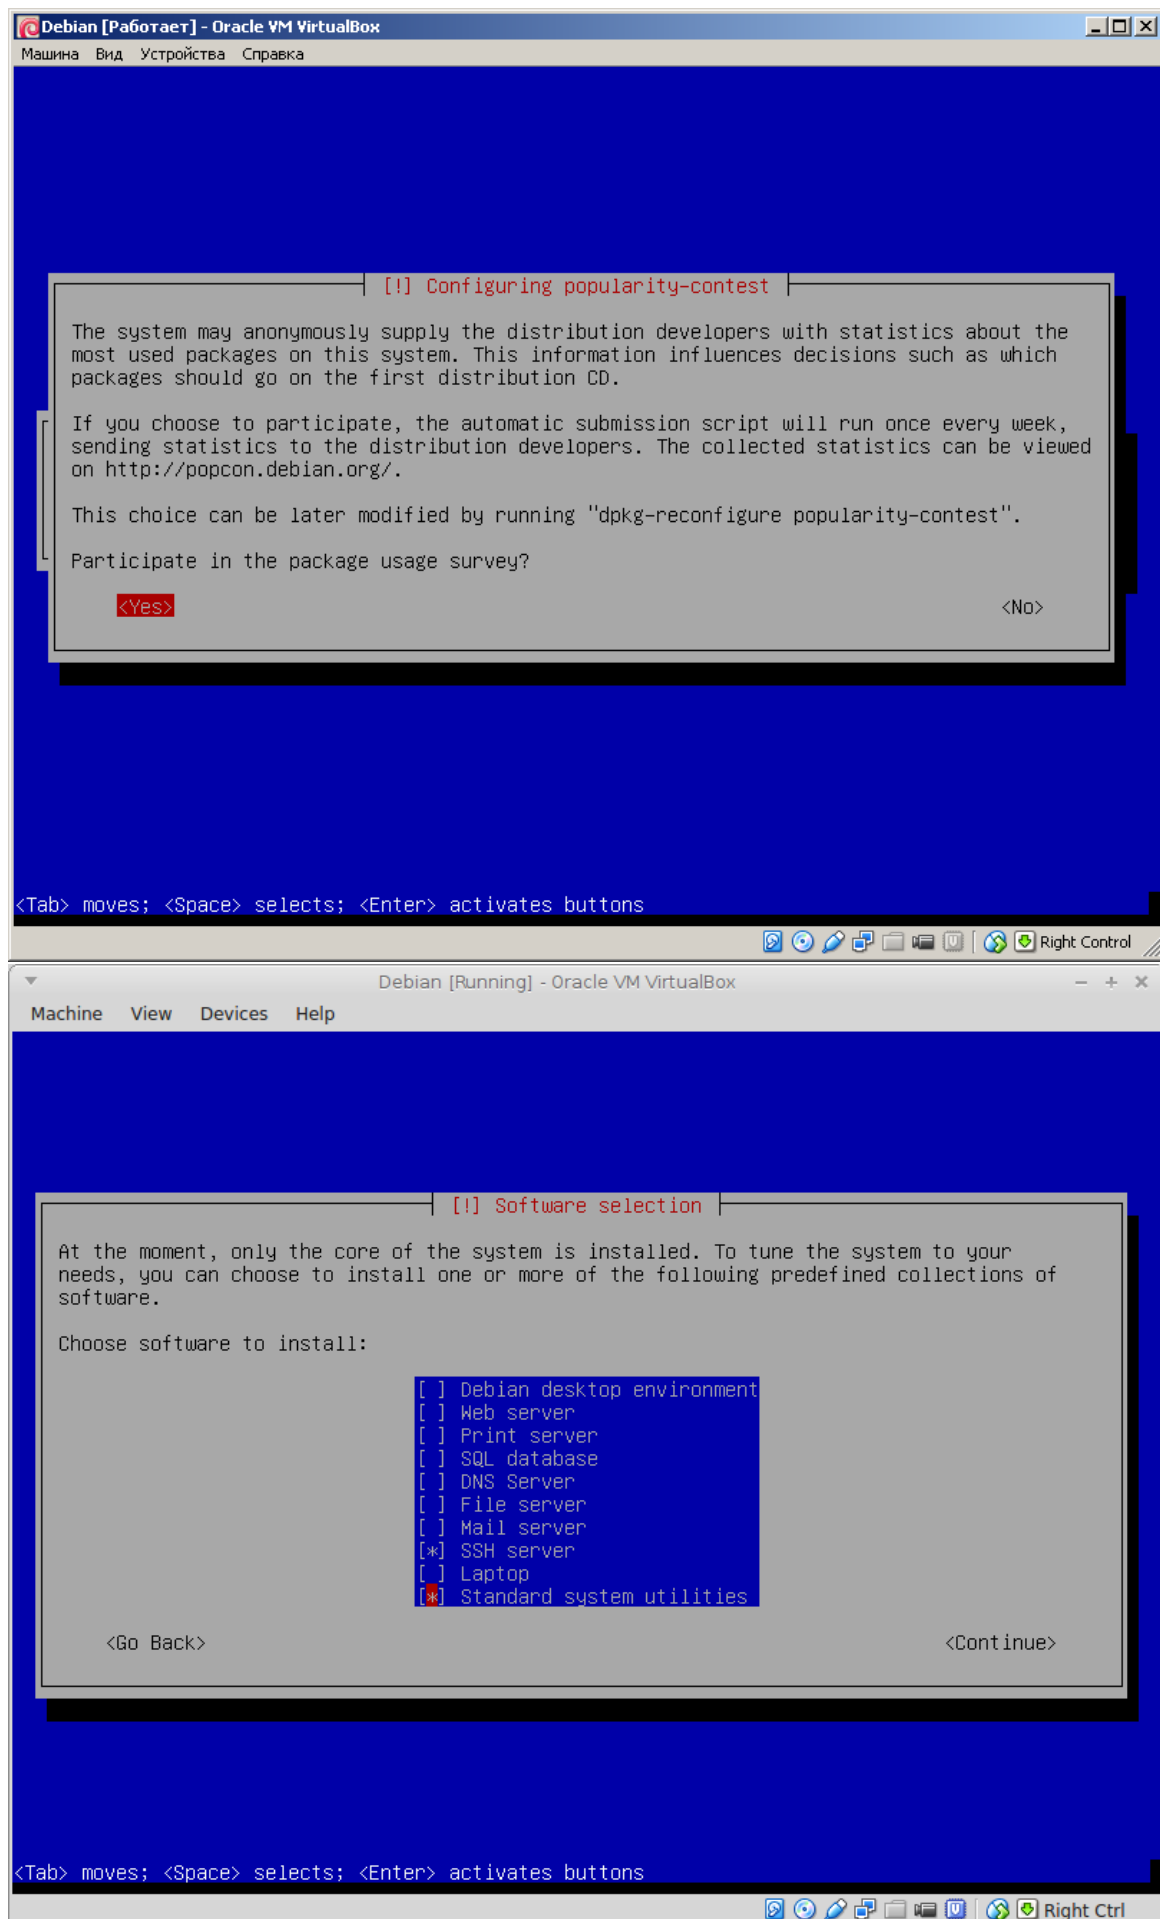 Debian [Работает] - Oracle VM VirtualBox
Машина Вид Устройства Справка
[!] Configuring popularity-contest
The system may anonymously supply the distribution developers with statistics about the
most used packages on this system. This information influences decisions such as which
packages should go on the first distribution CD.
If you choose to participate, the automatic submission script will run once every week,
sending statistics to the distribution developers. The collected statistics can be viewed
on http://popcon.debian.org/.
This choice can be later modified by running "dpkg-reconfigure popularity-contest".
Participate in the package usage survey?
<Yes> <No>
<Tab> moves; <Space> selects; <Enter> activates buttons
Right Control
Debian [Running] - Oracle VM VirtualBox
Machine View Devices Help
[!] Software selection
At the moment, only the core of the system is installed. To tune the system to your
needs, you can choose to install one or more of the following predefined collections of
software.
Choose software to install:
[ ] Debian desktop environment
[ ] Web server
[ ] Print server
[ ] SQL database
[ ] DNS Server
[ ] File server
[ ] Mail server
[*] SSH server
[ ] Laptop
[*] Standard system utilities
<Go Back> <Continue>
<Tab> moves; <Space> selects; <Enter> activates buttons
Right Ctrl